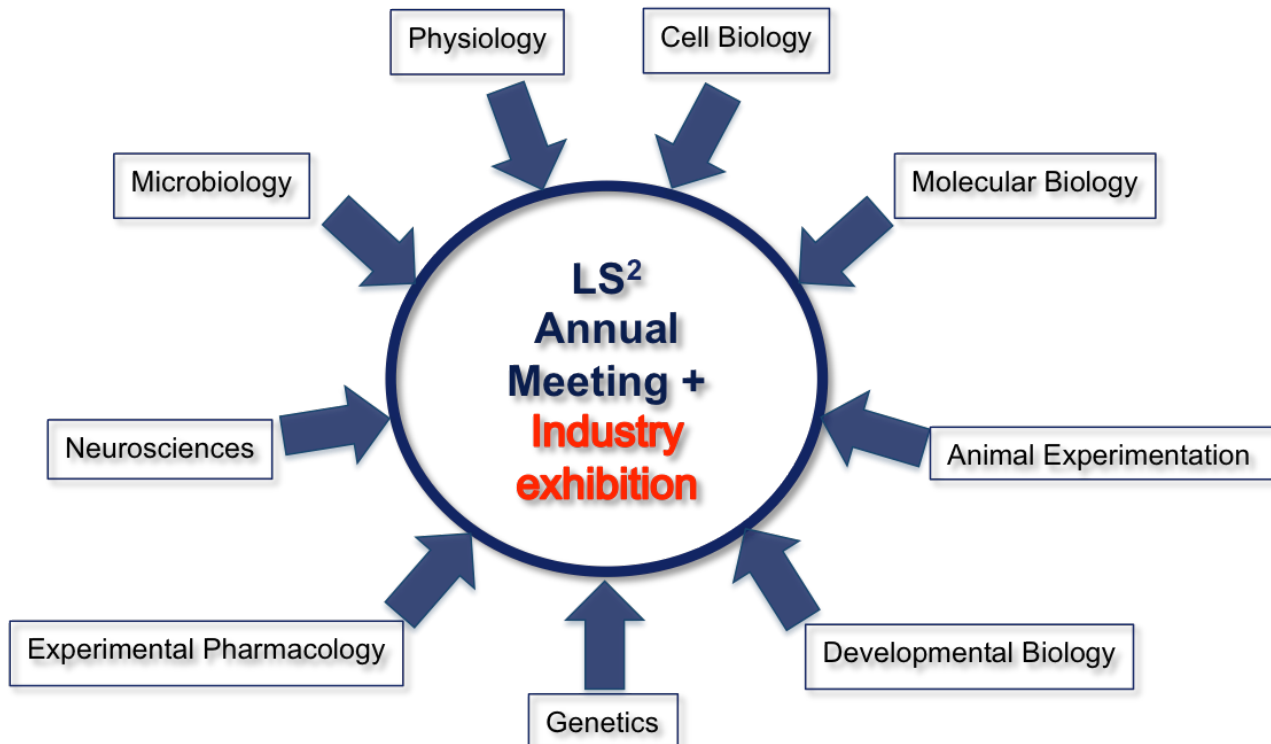 Physiology
Cell Biology
Microbiology
Molecular Biology
LS²
Annual
Meeting +
Industry
exhibition
Neurosciences
Animal Experimentation
Experimental Pharmacology
Developmental Biology
Genetics